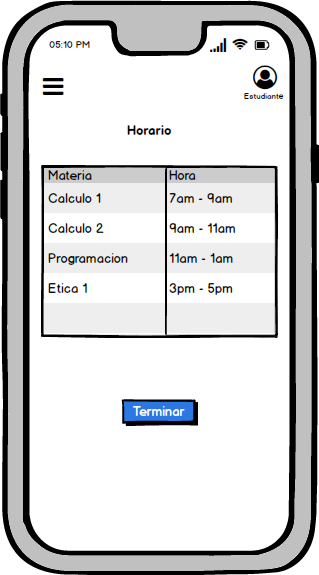 05:10 PM
Estudiante
Horario
Materia Hora
Calculo 1 7am - 9am
Calculo 2 9am - 11am
Programacion 11am - 1am
Etica 1 3pm - 5pm
Terminar